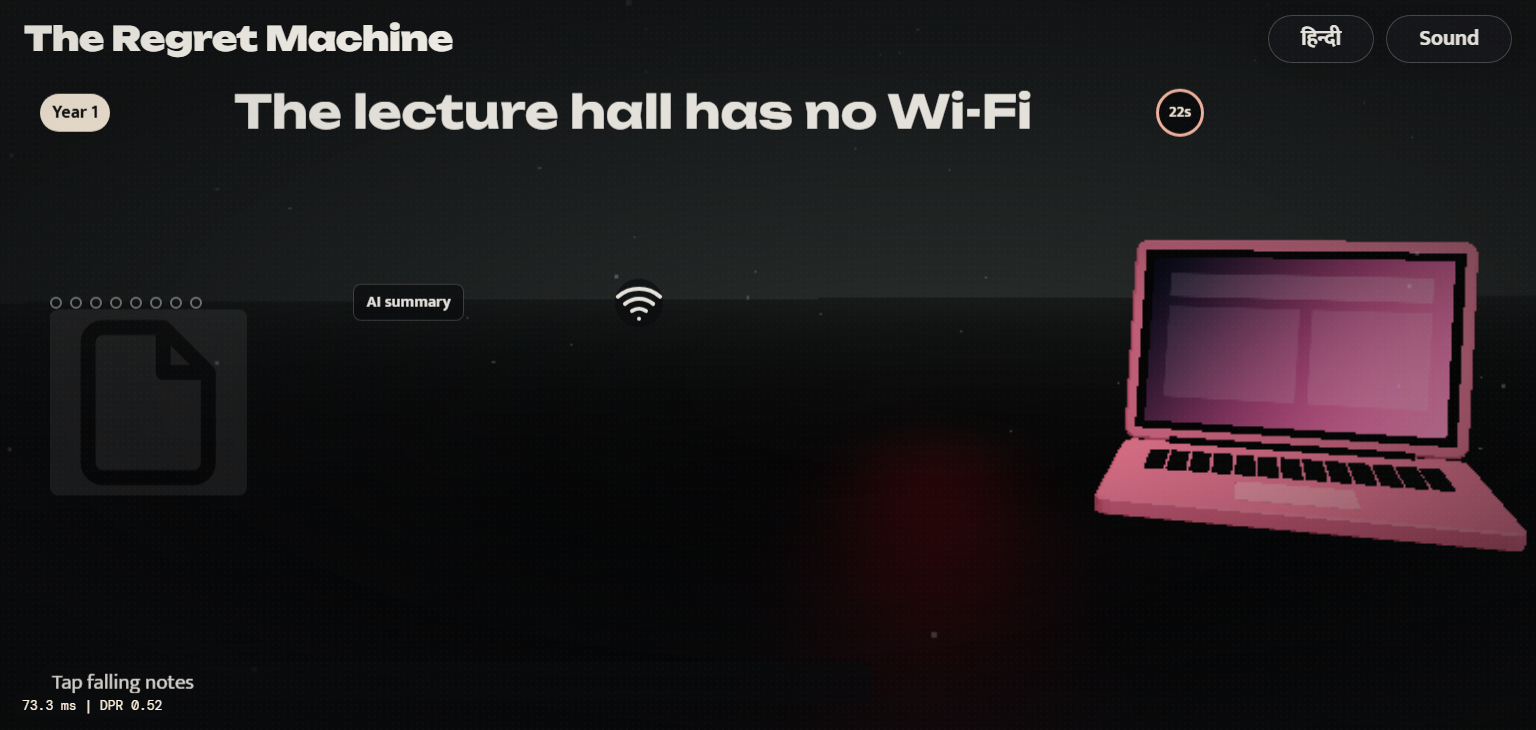 The Regret Machine
हिन्दी
Sound
Year 1
The lecture hall has no Wi-Fi
22s
AI summary
Tap falling notes
73.3 ms | DPR 0.52